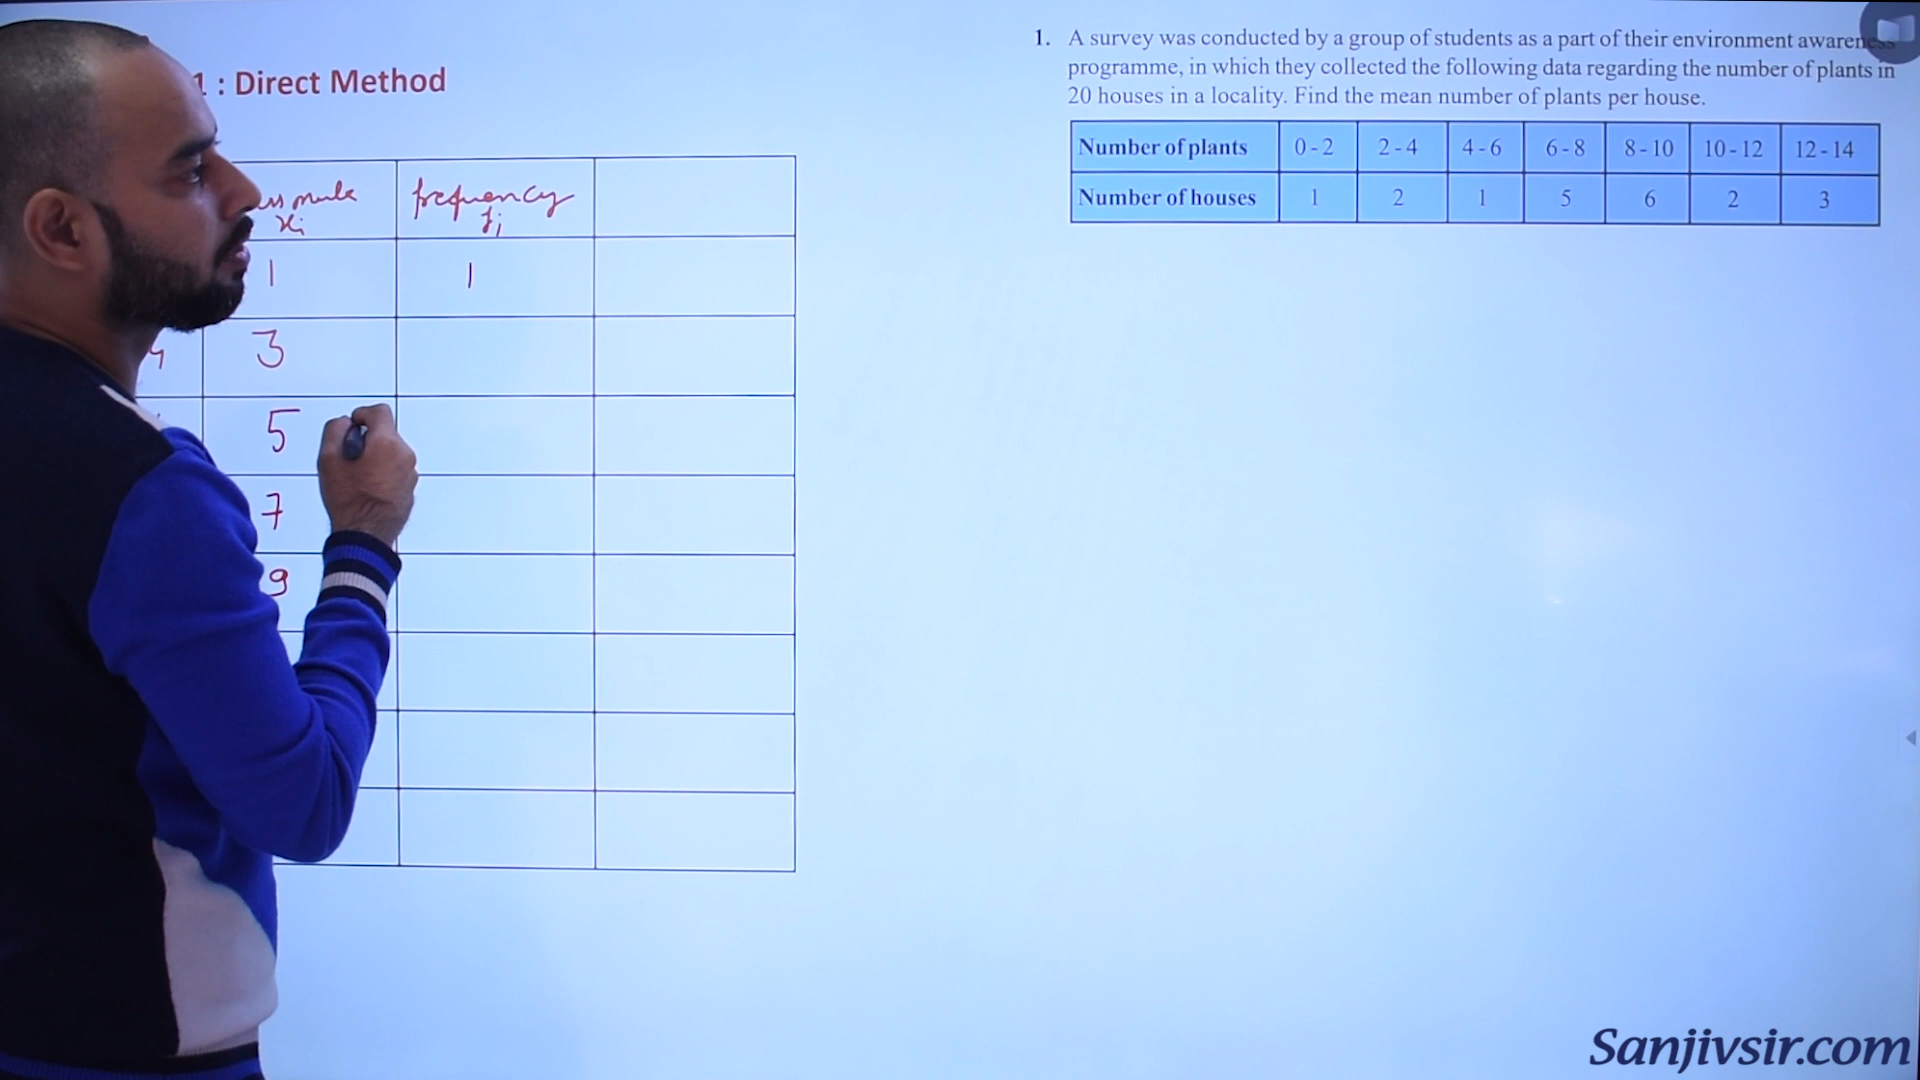 1 : Direct Method
xi
frequency
fi
1 1
3
5
7
9
1. A survey was conducted by a group of students as a part of their environment awareness
programme, in which they collected the following data regarding the number of plants in
20 houses in a locality. Find the mean number of plants per house.
Number of plants 0 - 2 2 - 4 4 - 6 6 - 8 8 - 10 10 - 12 12 - 14
Number of houses 1 2 1 5 6 2 3
Sanjivsir.com